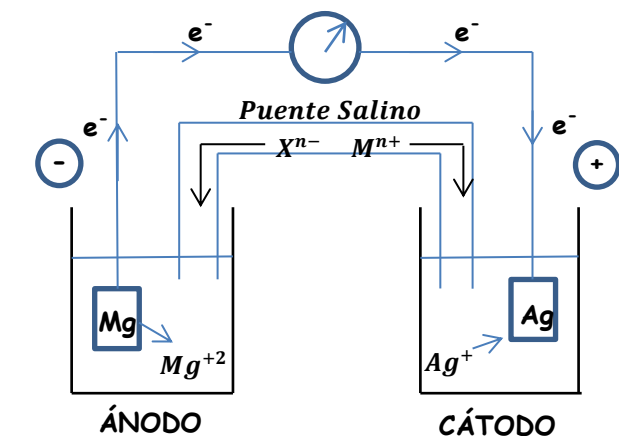 e⁻ e⁻
e⁻ Puente Salino e⁻
- Xⁿ⁻ Mⁿ⁺ +
Mg Ag
Mg⁺² Ag⁺
ÁNODO CÁTODO